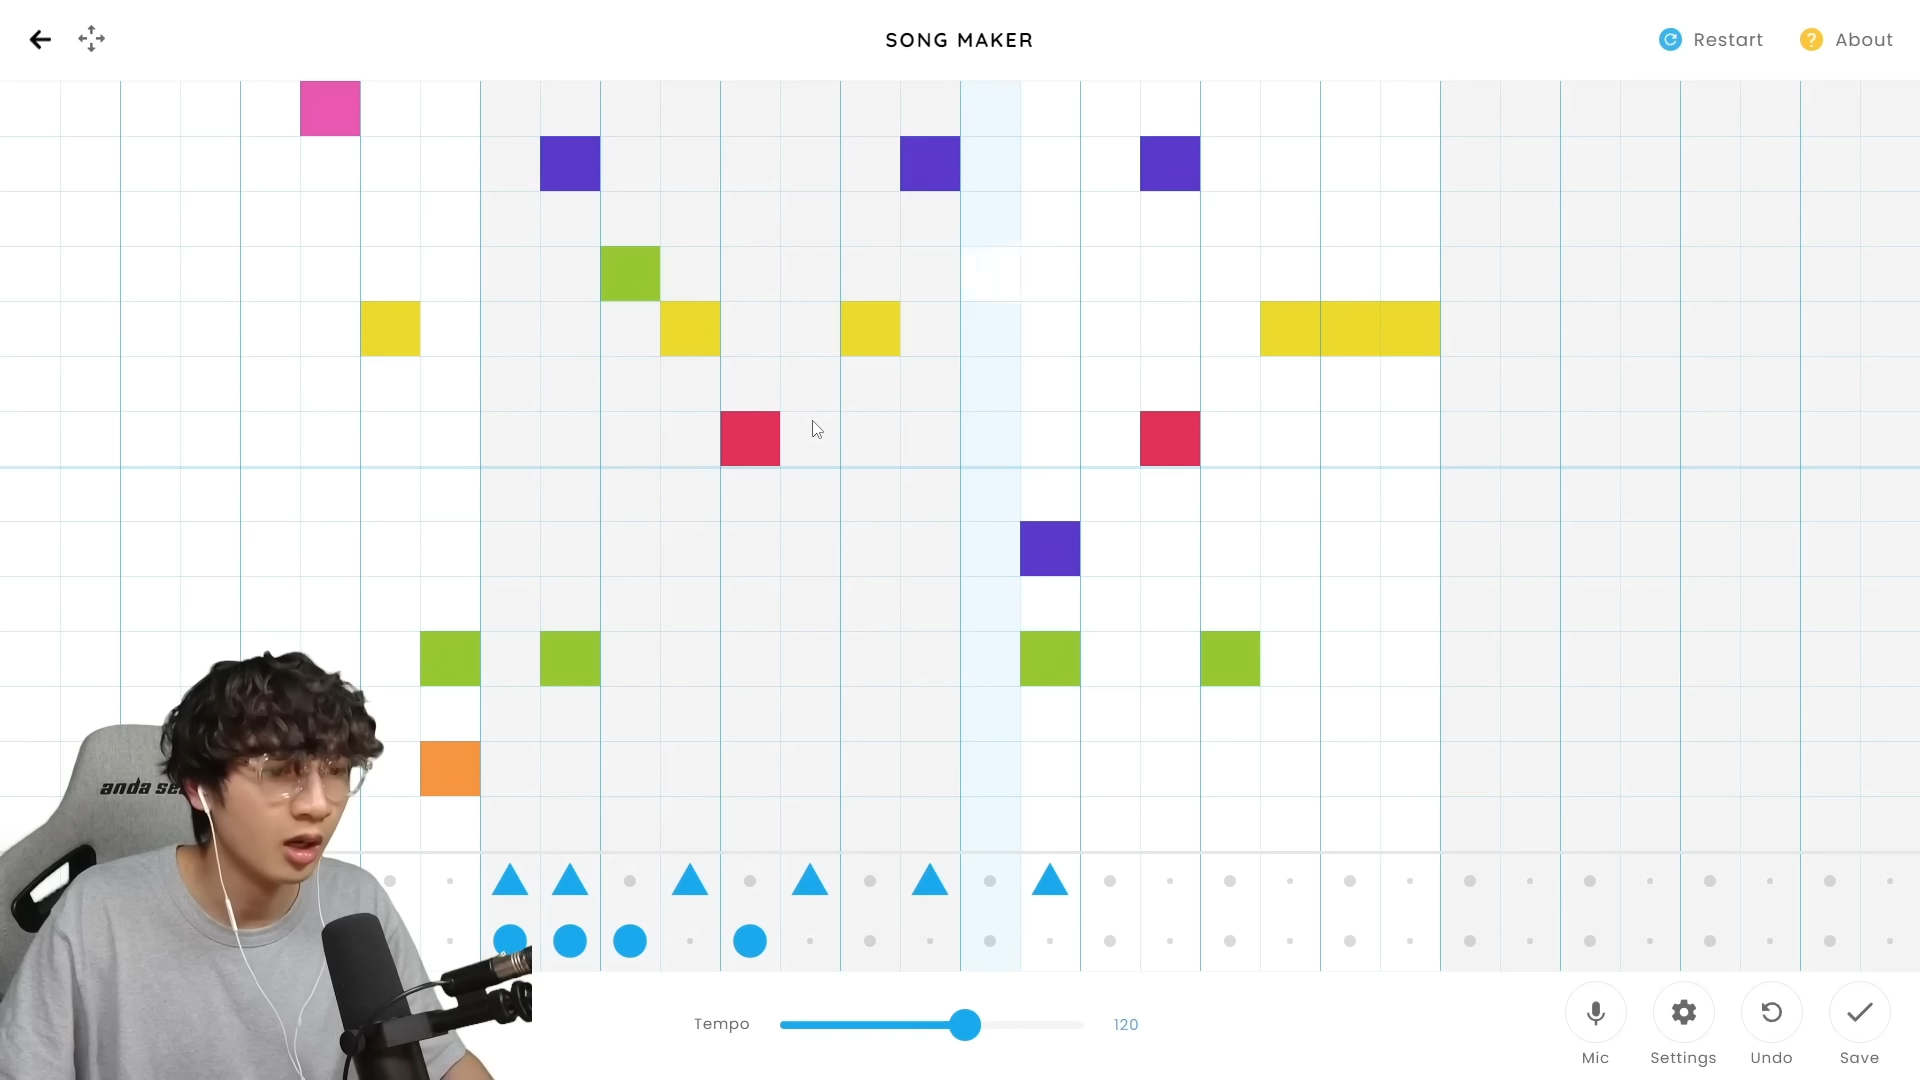 SONG MAKER
Restart
? About
anda se
Tempo
120
Mic
Settings
Undo
Save